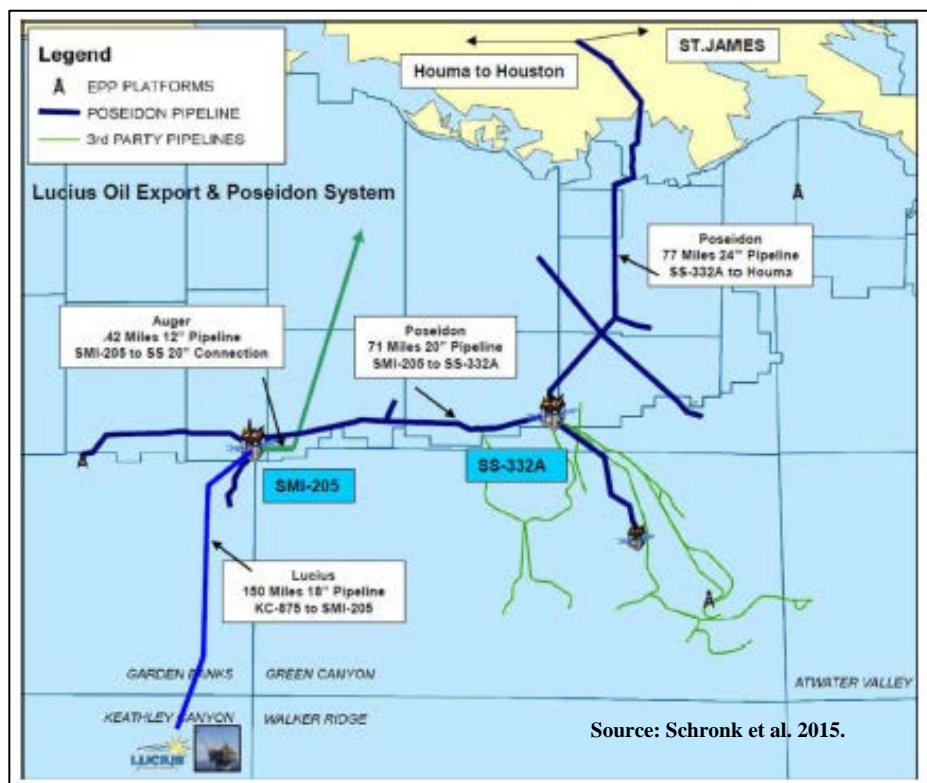 Legend
EPP PLATFORMS
POSEIDON PIPELINE
3rd PARTY PIPELINES
ST.JAMES
Houma to Houston
Lucius Oil Export & Poseidon System
Poseidon
77 Miles 24" Pipeline
SS-332A to Houma
Auger
.42 Miles 12" Pipeline
SMI-205 to SS 20" Connection
Poseidon
71 Miles 20" Pipeline
SMI-205 to SS-332A
SMI-205
SS-332A
Lucius
150 Miles 18" Pipeline
KC-875 to SMI-205
GARDEN BANKS
GREEN CANYON
ATWATER VALLEY
KEATHLEY CANYON
WALKER RIDGE
Source: Schronk et al. 2015.
LUCIUS